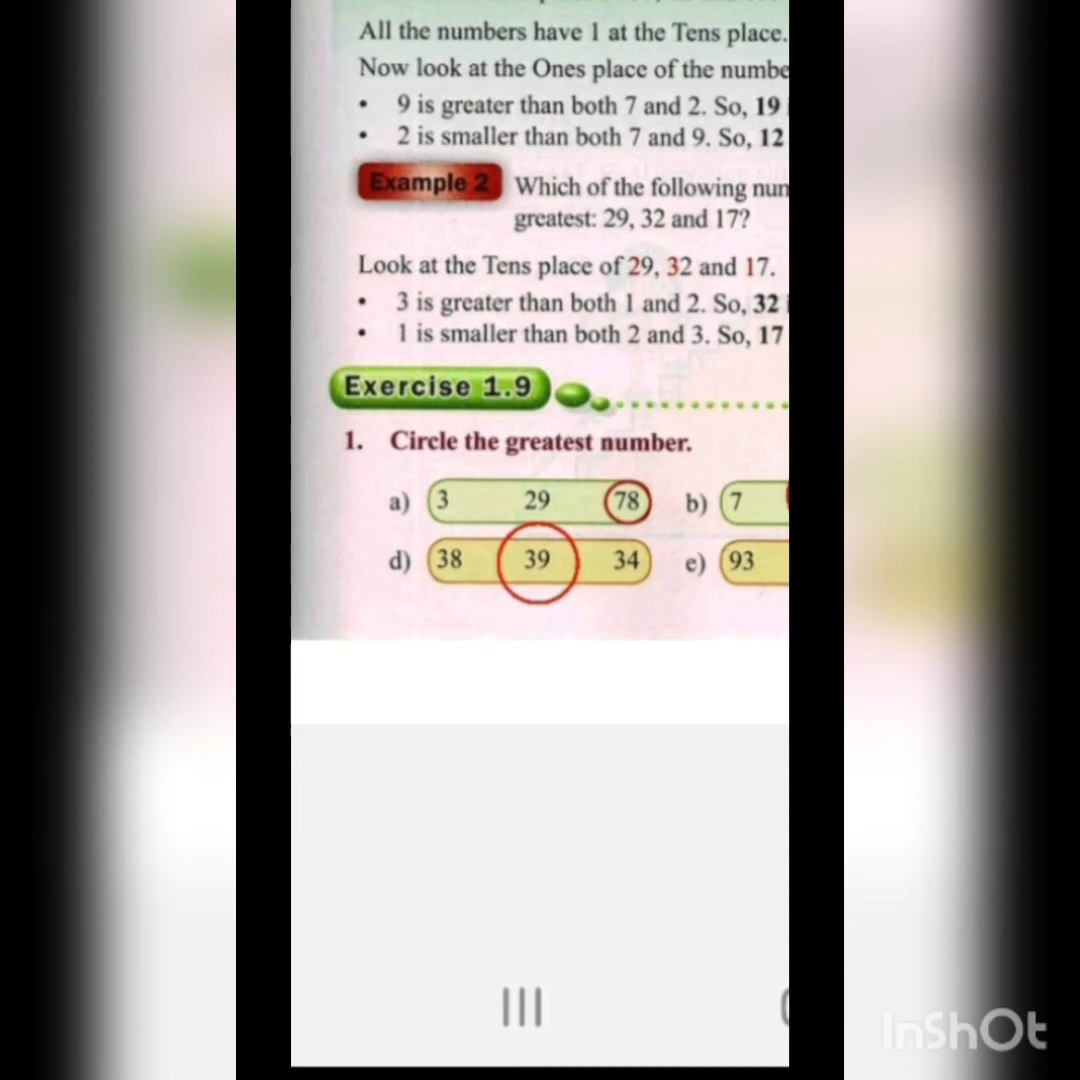 All the numbers have 1 at the Tens place.
Now look at the Ones place of the numbe
• 9 is greater than both 7 and 2. So, 19
• 2 is smaller than both 7 and 9. So, 12
Example 2 Which of the following num
greatest: 29, 32 and 17?
Look at the Tens place of 29, 32 and 17.
• 3 is greater than both 1 and 2. So, 32
• 1 is smaller than both 2 and 3. So, 17
Exercise 1.9
1. Circle the greatest number.
a) 3 29 78 b) 7
d) 38 39 34 e) 93
InShOt